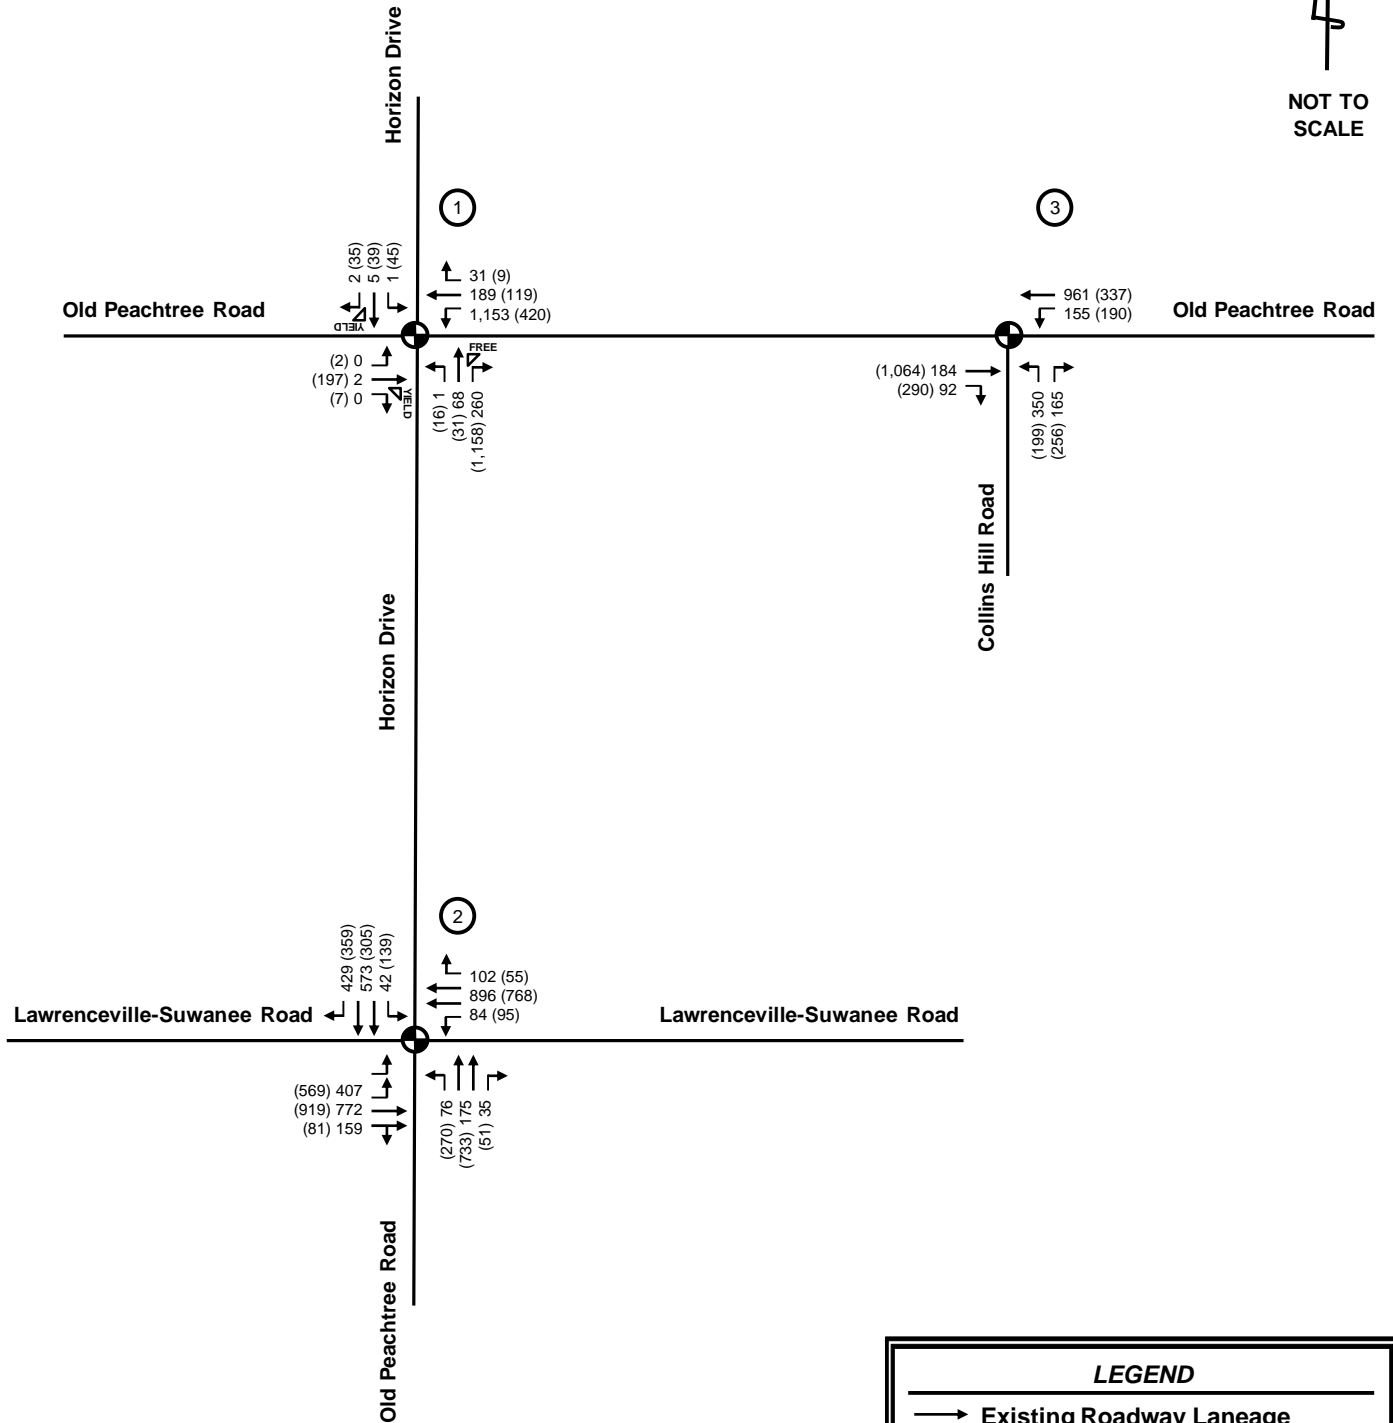 Horizon Drive
NOT TO
SCALE
1
3
2 (35)
5 (39)
1 (45)
31 (9)
189 (119)
1,153 (420)
961 (337)
155 (190)
Old Peachtree Road
Old Peachtree Road
YIELD
FREE
(2) 0
(197) 2
(7) 0
YIELD
(16) 1
(31) 68
(1,158) 260
(1,064) 184
(290) 92
(199) 350
(256) 165
Collins Hill Road
Horizon Drive
2
429 (359)
573 (305)
42 (139)
102 (55)
896 (768)
84 (95)
Lawrenceville-Suwanee Road
Lawrenceville-Suwanee Road
(569) 407
(919) 772
(81) 159
(270) 76
(733) 175
(51) 35
Old Peachtree Road
LEGEND
Existing Roadway Laneage